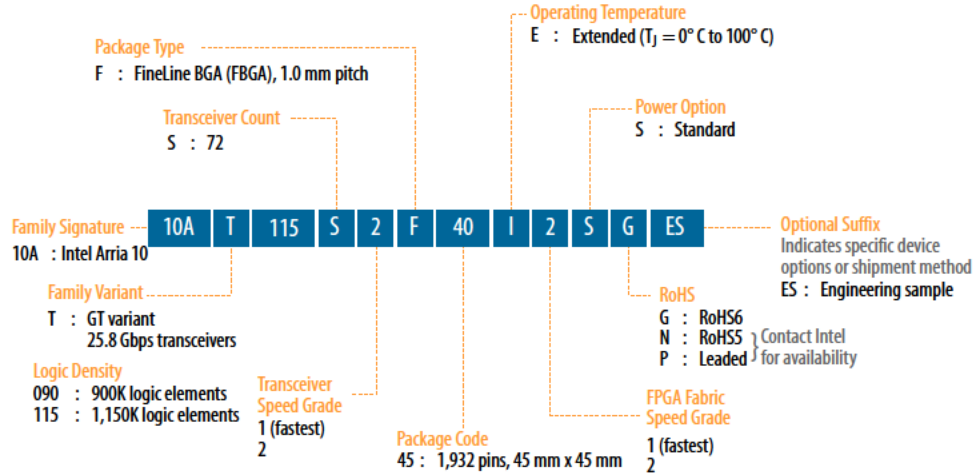 Operating Temperature
E : Extended (TJ = 0° C to 100° C)
Package Type
F : FineLine BGA (FBGA), 1.0 mm pitch
Transceiver Count
S : 72
Power Option
S : Standard
Family Signature
10A : Intel Arria 10
10A T 115 S 2 F 40 I 2 S G ES
Optional Suffix
Indicates specific device
options or shipment method
ES : Engineering sample
Family Variant
T : GT variant
25.8 Gbps transceivers
RoHS
G : RoHS6
N : RoHS5
P : Leaded
Contact Intel
for availability
Logic Density
090 : 900K logic elements
115 : 1,150K logic elements
Transceiver
Speed Grade
1 (fastest)
2
Package Code
45 : 1,932 pins, 45 mm x 45 mm
FPGA Fabric
Speed Grade
1 (fastest)
2